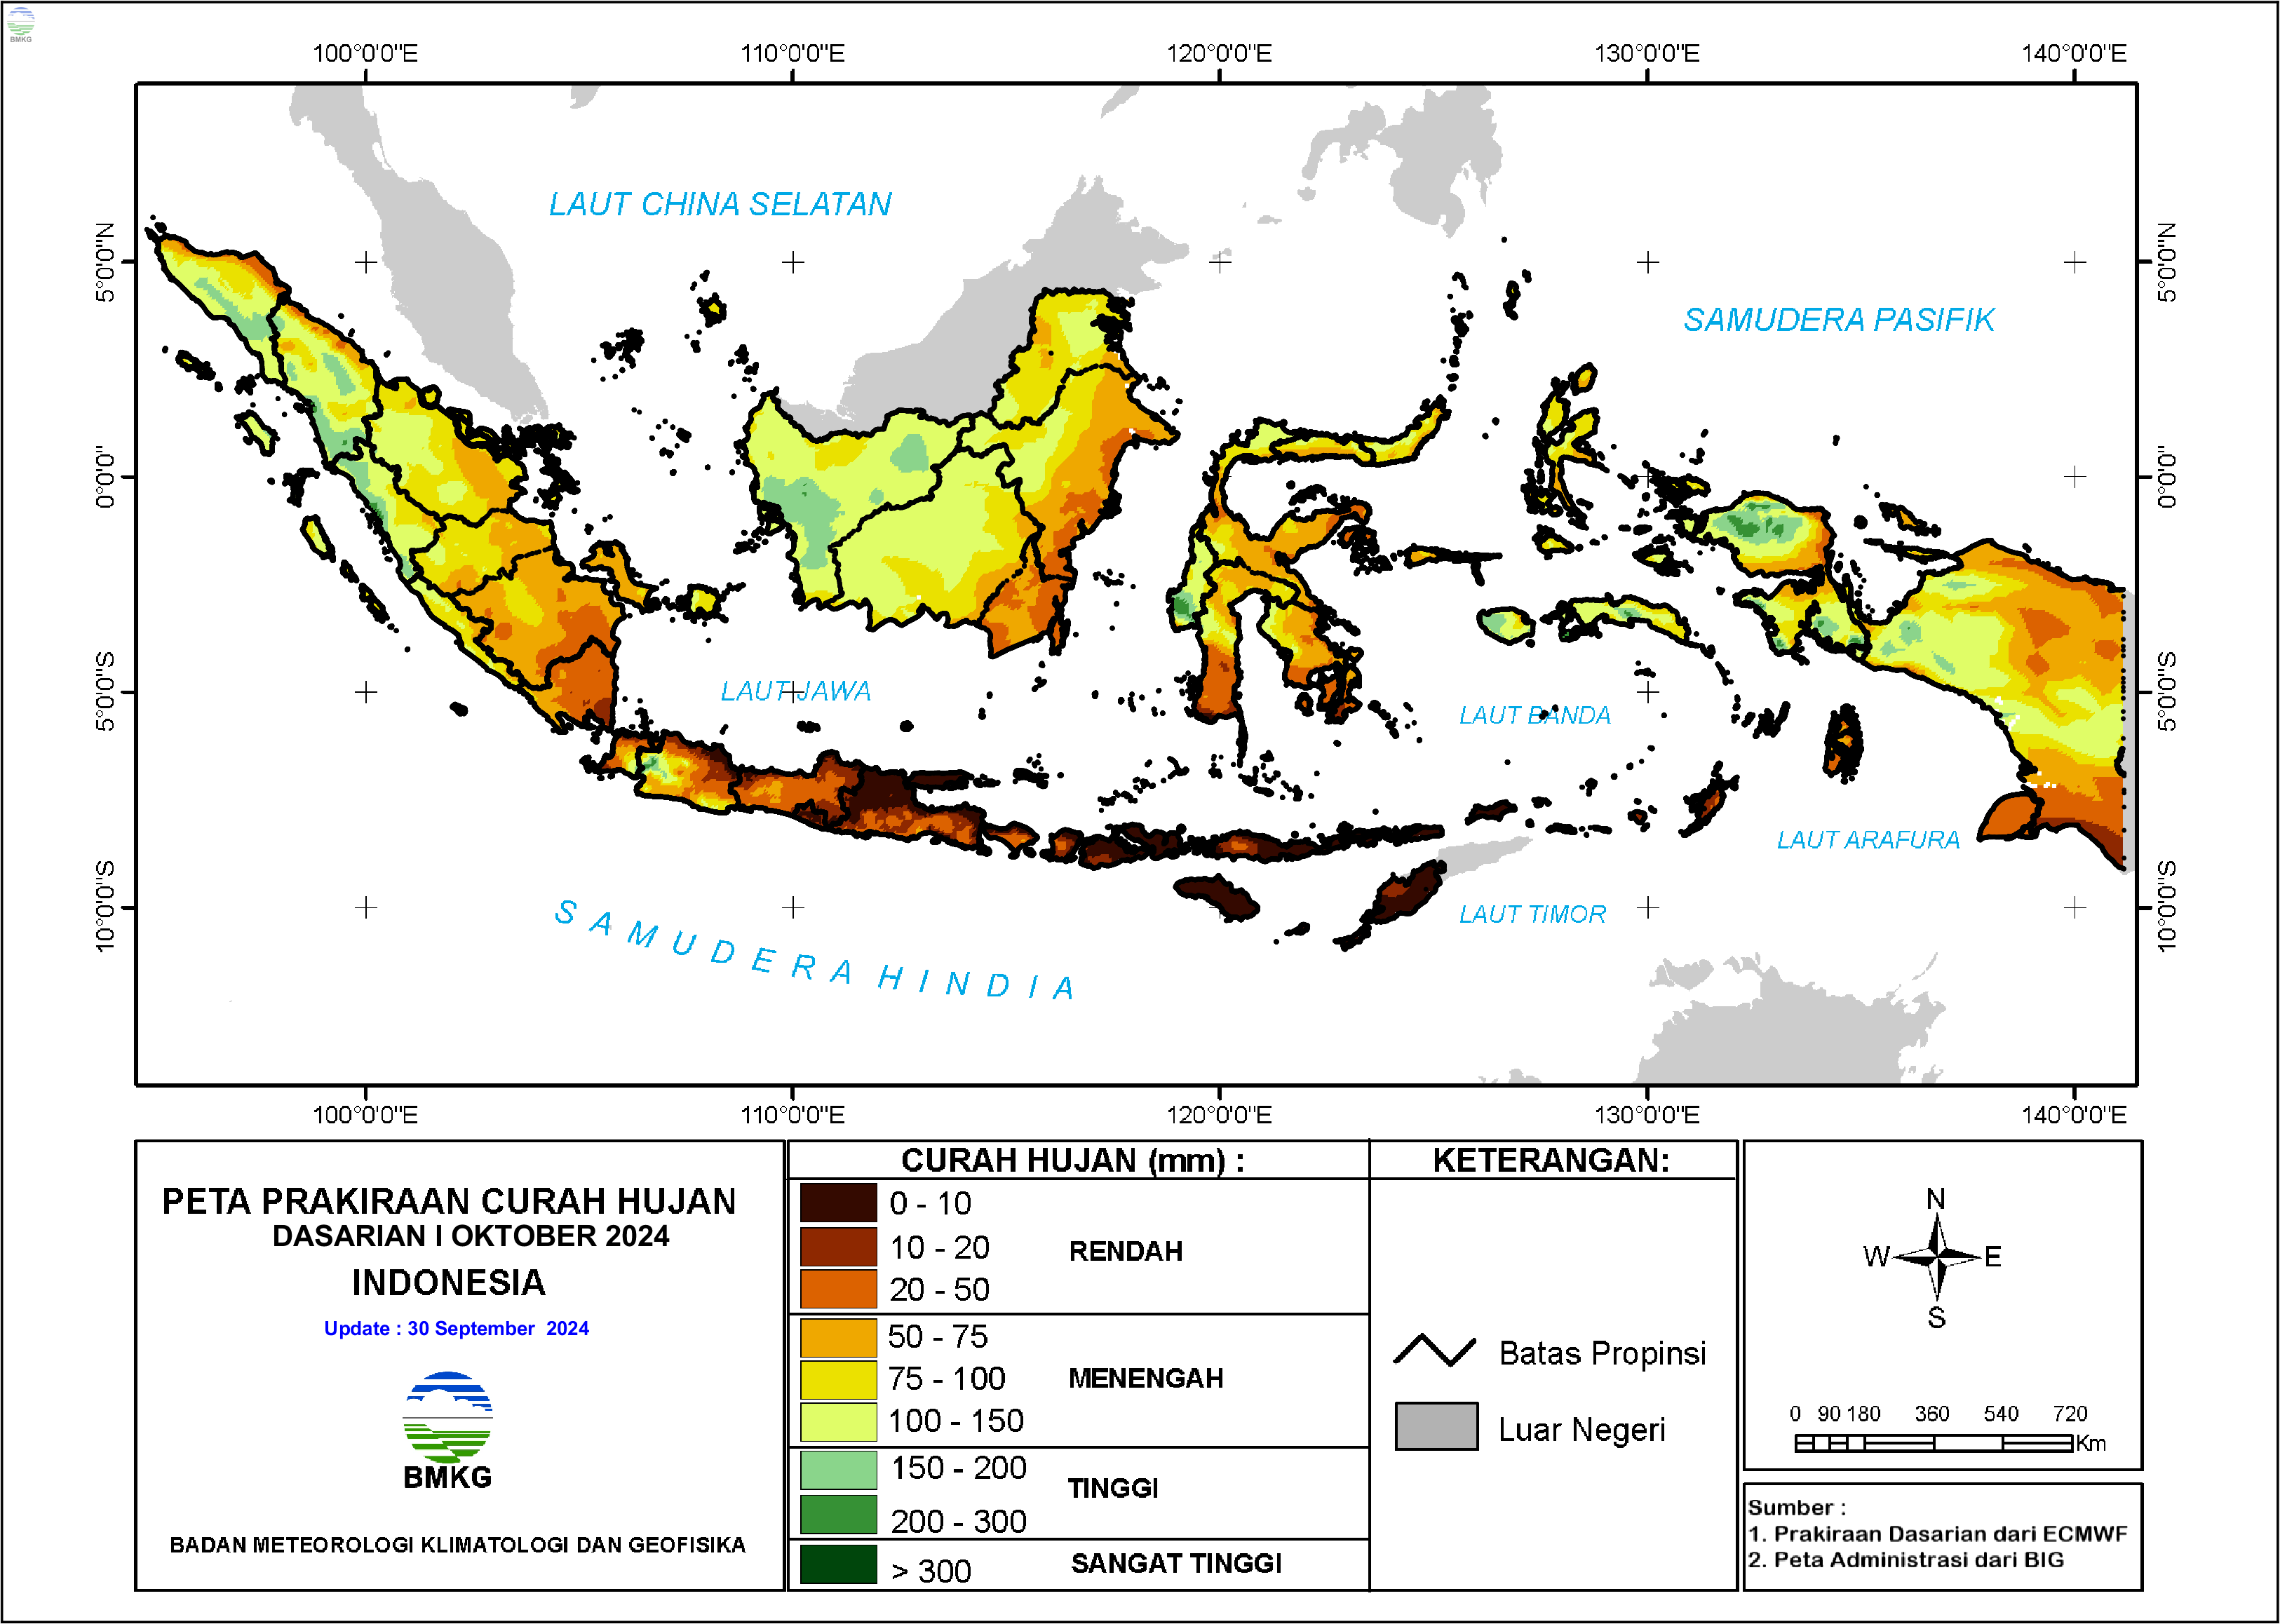 BMKG
100°0'0"E 110°0'0"E 120°0'0"E 130°0'0"E 140°0'0"E
LAUT CHINA SELATAN
5°0'0"N 5°0'0"N
SAMUDERA PASIFIK
0°0'0" 0°0'0"
5°0'0"S LAUT JAWA 5°0'0"S
LAUT BANDA
LAUT ARAFURA
10°0'0"S SAMUDERA HINDIA LAUT TIMOR 10°0'0"S
100°0'0"E 110°0'0"E 120°0'0"E 130°0'0"E 140°0'0"E
PETA PRAKIRAAN CURAH HUJAN
DASARIAN I OKTOBER 2024
INDONESIA
Update : 30 September 2024
BMKG
BADAN METEOROLOGI KLIMATOLOGI DAN GEOFISIKA
CURAH HUJAN (mm) :
0 - 10
10 - 20 RENDAH
20 - 50
50 - 75
75 - 100 MENENGAH
100 - 150
150 - 200
TINGGI
200 - 300
> 300 SANGAT TINGGI
KETERANGAN:
Batas Propinsi
Luar Negeri
N
W E
S
0 90 180 360 540 720
Km
Sumber :
1. Prakiraan Dasarian dari ECMWF
2. Peta Administrasi dari BIG